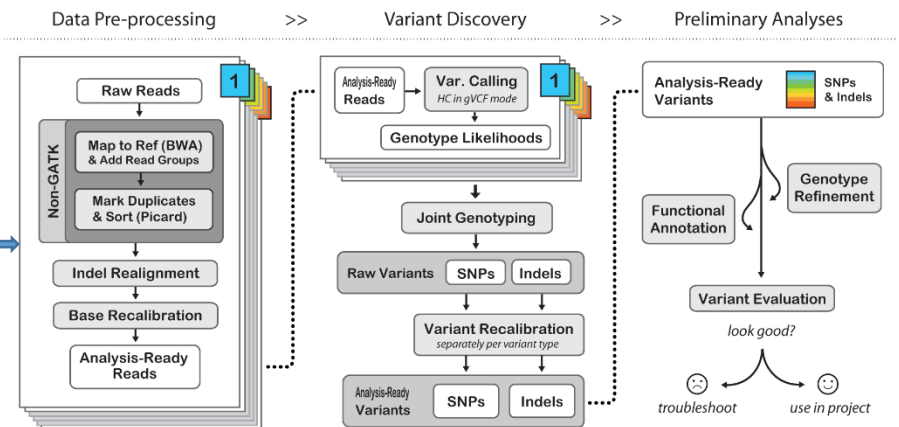 Data Pre-processing >> Variant Discovery >> Preliminary Analyses
1
Raw Reads
Non-GATK
Map to Ref (BWA)
& Add Read Groups
Mark Duplicates
& Sort (Picard)
Indel Realignment
Base Recalibration
Analysis-Ready
Reads
1
Analysis-Ready
Reads
Var. Calling
HC in gVCF mode
Genotype Likelihoods
Joint Genotyping
Raw Variants SNPs Indels
Variant Recalibration
separately per variant type
Analysis-Ready
Variants
SNPs Indels
Analysis-Ready
Variants
SNPs
& Indels
Genotype
Refinement
Functional
Annotation
Variant Evaluation
look good?
troubleshoot use in project